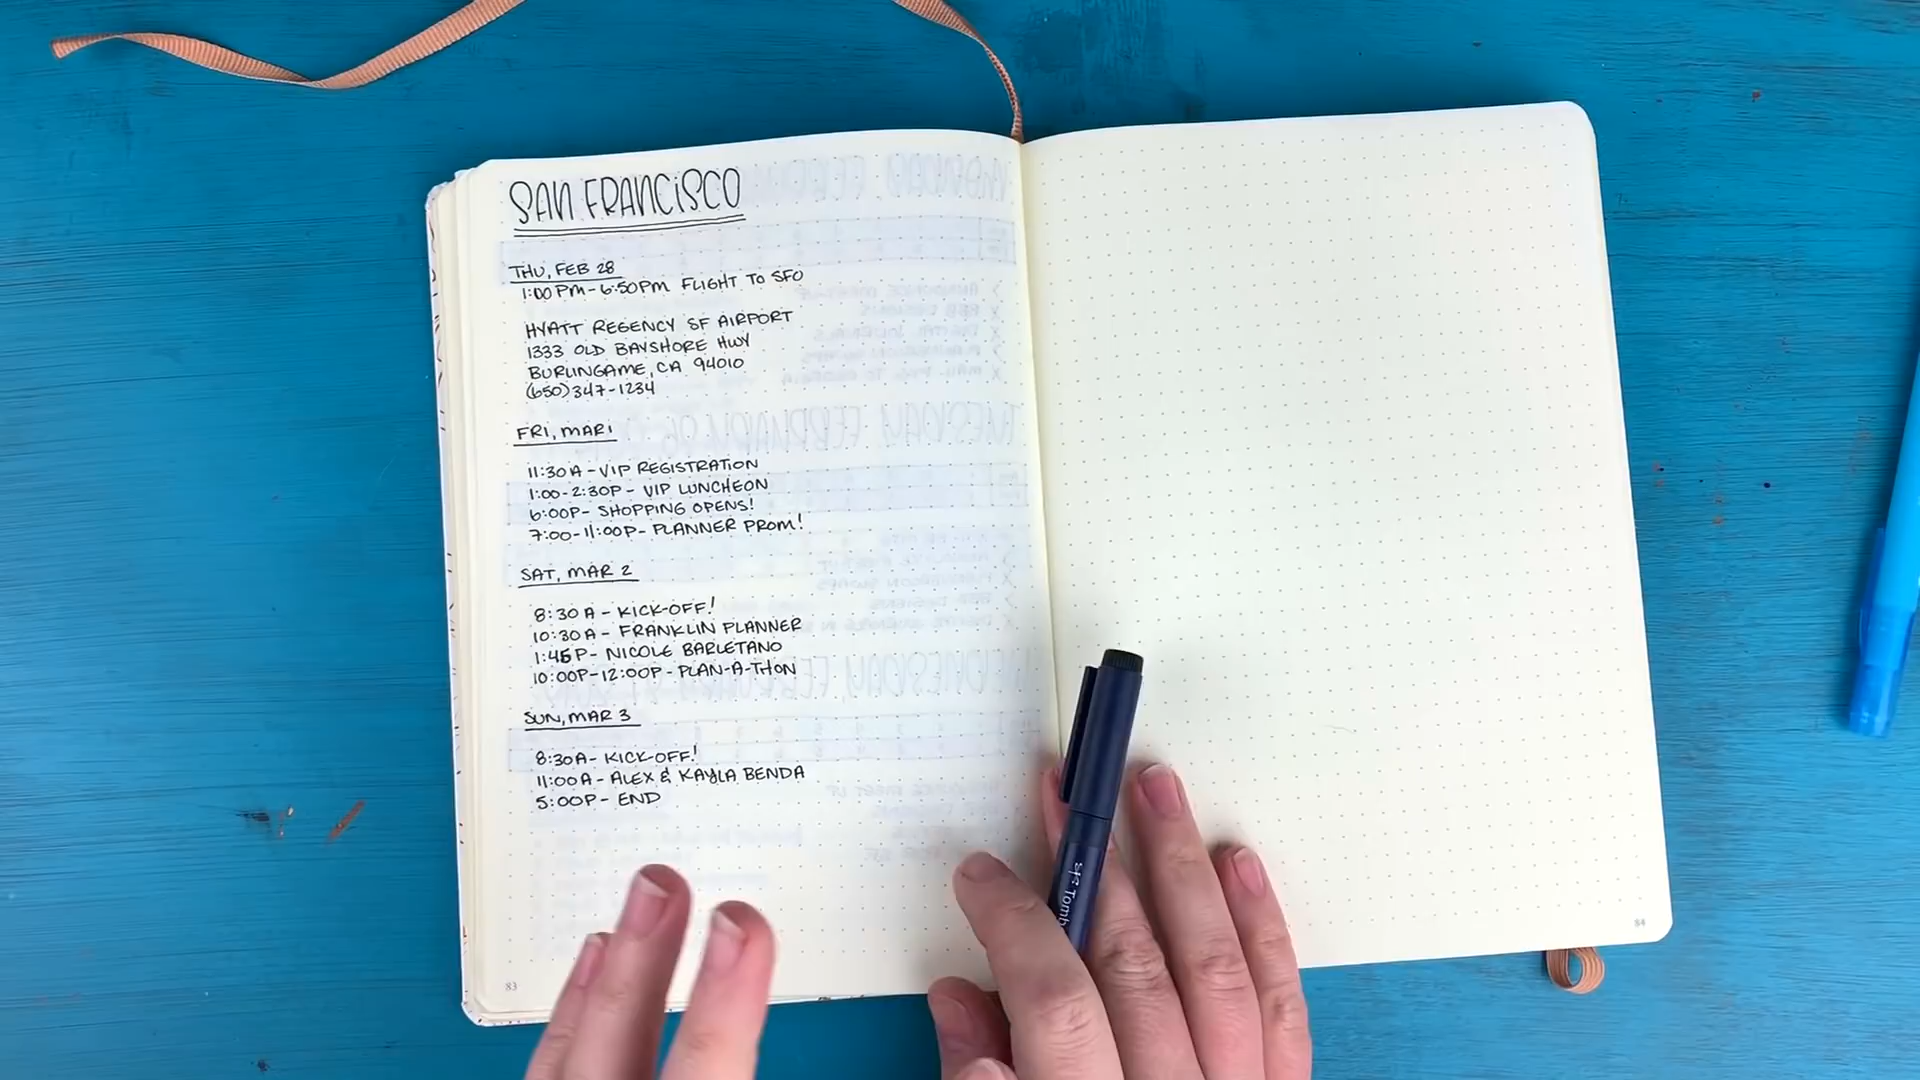 SAN FRANCISCO
THU, FEB 28
1:00 PM - 6:50PM FLIGHT TO SFO
HYATT REGENCY SF AIRPORT
1333 OLD BAYSHORE HWY
BURLINGAME, CA 94010
(650) 347-1234
FRI, MAR 1
11:30A - VIP REGISTRATION
1:00-2:30P - VIP LUNCHEON
6:00P - SHOPPING OPENS!
7:00-11:00P - PLANNER PROM!
SAT, MAR 2
8:30A - KICK-OFF!
10:30A - FRANKLIN PLANNER
1:45P - NICOLE BARLETANO
10:00P-12:00P - PLAN-A-THON
SUN, MAR 3
8:30A - KICK-OFF!
11:00A - ALEX & KAYLA BENDA
5:00P - END
83
84